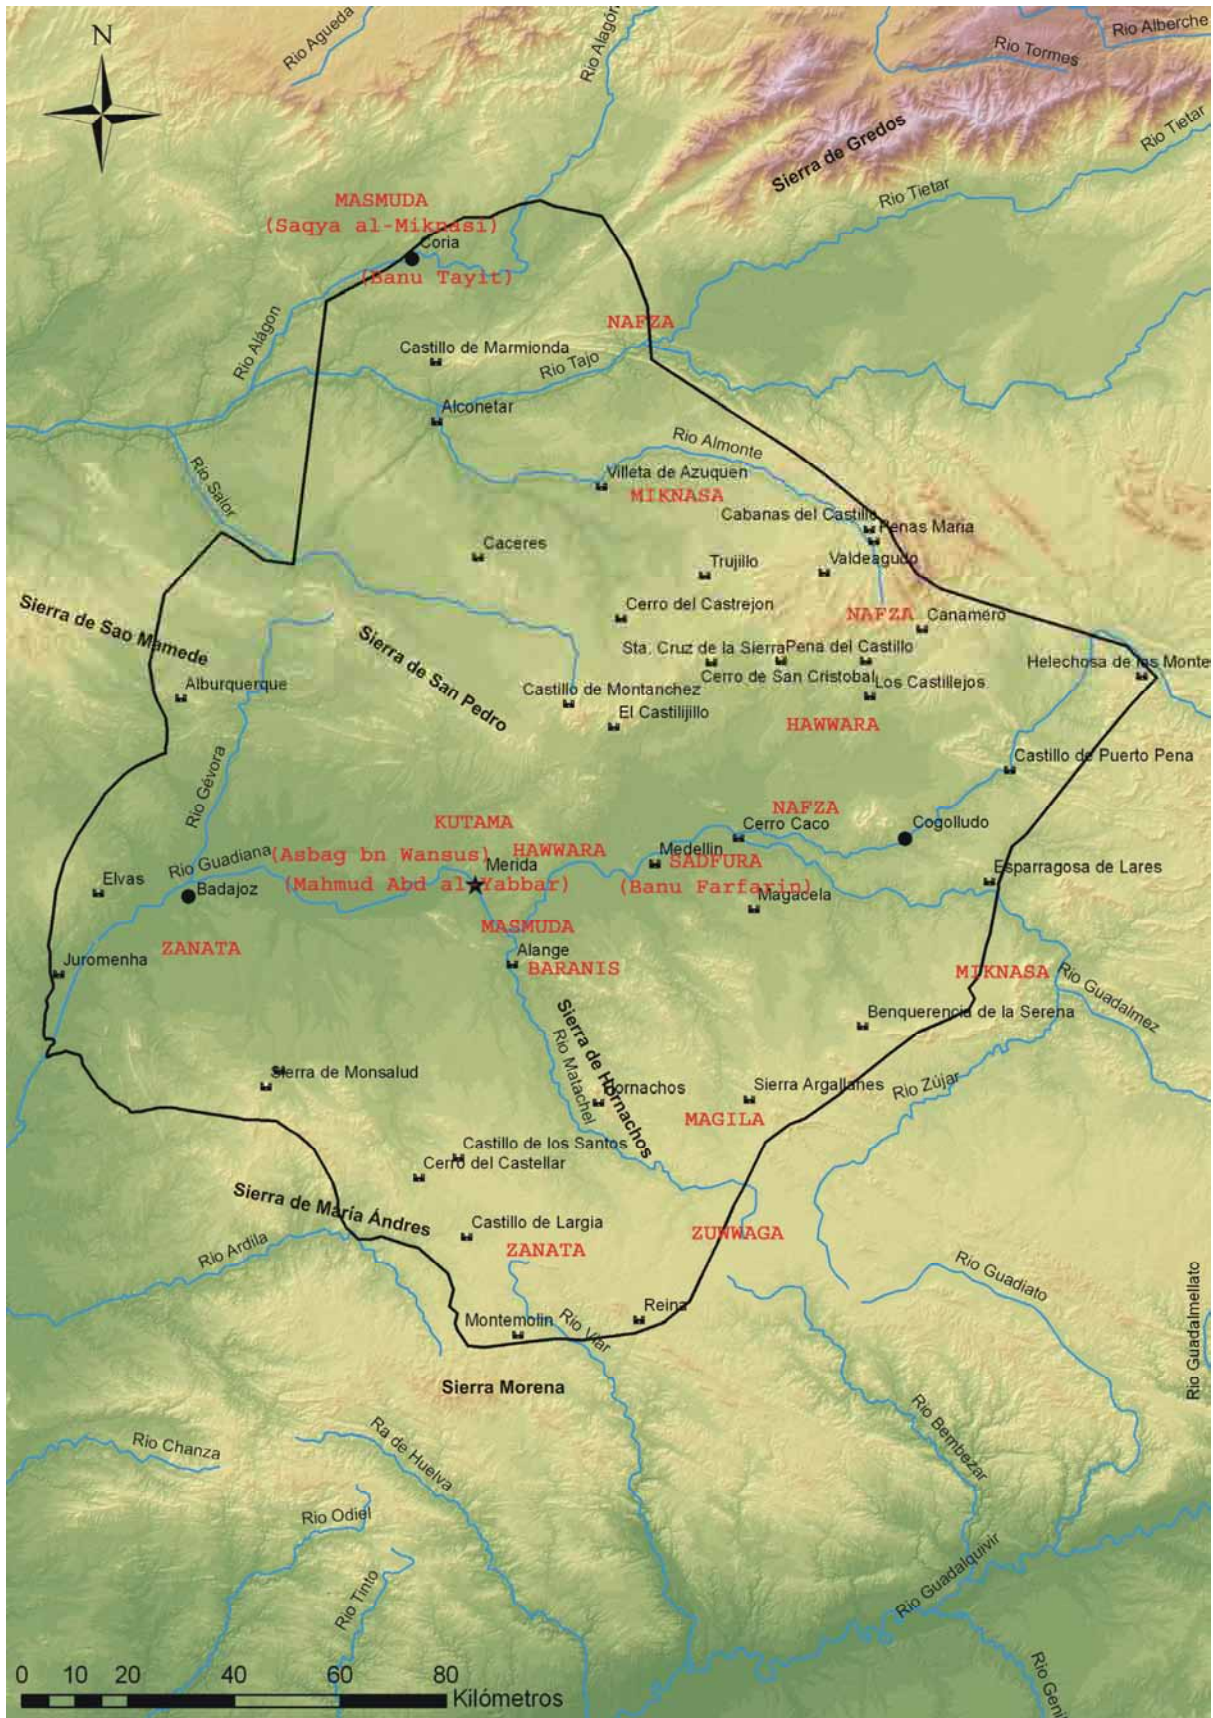 N
Rio Agueda
Rio Alagón
Rio Alberche
Rio Tormes
Sierra de Gredos
Rio Tietar
Rio Tietar
MASMUDA
(Saqya al-Miknasi)
Coria
(Banu Tayit)
NAFZA
Rio Alágon
Castillo de Marmionda
Rio Tajo
Alconetar
Rio Almonte
Rio Salor
Villeta de Azuquen
MIKNASA
Cabanas del Castillo
Penas Maria
Caceres
Trujillo
Valdeagudo
Sierra de Sao Mamede
Cerro del Castrejon
NAFZA
Canamero
Sierra de San Pedro
Sta. Cruz de la Sierra
Pena del Castillo
Helechosa de las Monte
Alburquerque
Castillo de Montanchez
Cerro de San Cristobal
Los Castillejos
El Castilijillo
HAWWARA
Castillo de Puerto Pena
Rio Gévora
NAFZA
KUTAMA
Cerro Caco
Cogolludo
Rio Guadiana
(Asbag bn Wansus)
HAWWARA
Merida
Medellin
SADFURA
Esparragosa de Lares
Elvas
Badajoz
(Mahmud Abd al-Yabbar)
(Banu Farfarin)
Magacela
MASMUDA
ZANATA
Juromenha
Alange
BARANIS
MIKNASA
Rio Guadalmez
Benquerencia de la Serena
Sierra de Hornachos
Rio Matachel
Sierra de Monsalud
Hornachos
Sierra Argallanes
Rio Zújar
MAGILA
Castillo de los Santos
Cerro del Castellar
Sierra de María Ándres
Castillo de Largia
ZUWWAGA
ZANATA
Rio Ardila
Rio Guadiato
Rio Guadalmellato
Montemolin
Rio Vilar
Reina
Sierra Morena
Rio Chanza
Ra de Huelva
Rio Bembezar
Rio Odiel
Rio Tinto
Rio Guadalquivir
Rio Genil
0 10 20 40 60 80
Kilómetros